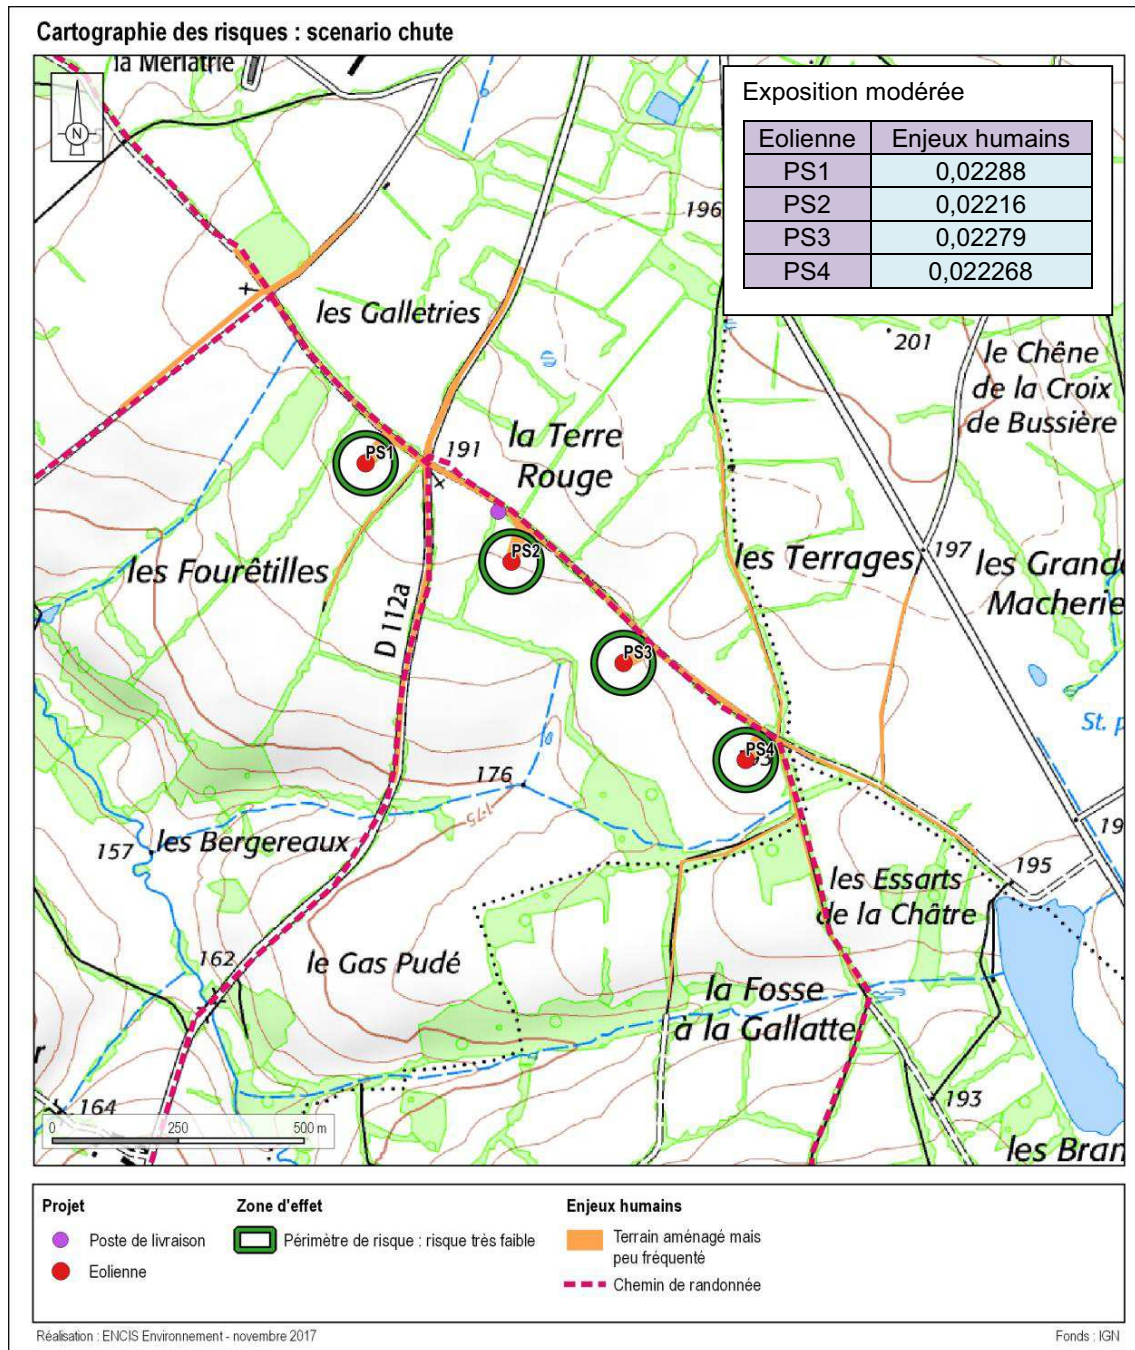 Cartographie des risques : scenario chute
la Merlatrie
N
Exposition modérée
Eolienne Enjeux humains
PS1 0,02288
PS2 0,02216
PS3 0,02279
PS4 0,022268
196
les Galletries
201
le Chêne
de la Croix
de Bussière
la Terre
Rouge
191
PS1
PS2
les Fourêtilles
D 112a
les Terrages
197
les Grand
Macherie
PS3
PS4
St. p
176
175
les Bergereaux
157
19
195
les Essarts
de la Châtre
162
le Gas Pudé
la Fosse
à la Gallatte
r
164
193
les Bran
0 250 500 m
Projet
Poste de livraison
Eolienne
Zone d'effet
Périmètre de risque : risque très faible
Enjeux humains
Terrain aménagé mais
peu fréquenté
Chemin de randonnée
Réalisation : ENCIS Environnement - novembre 2017
Fonds : IGN